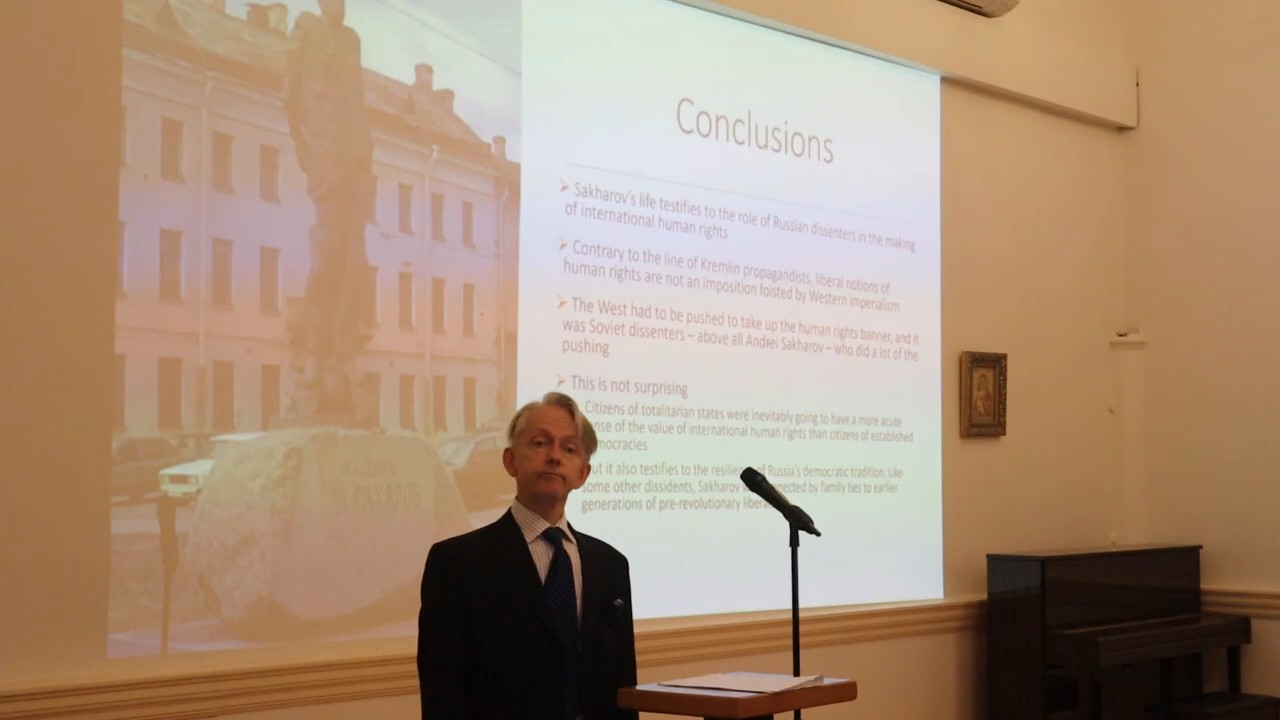 Conclusions
Sakharov's life testifies to the role of Russian dissenters in the making
of international human rights
Contrary to the line of Kremlin propagandists, liberal notions of
human rights are not an imposition foisted by Western imperialism
The West had to be pushed to take up the human rights banner, and it
was Soviet dissenters – above all Andrei Sakharov – who did a lot of the
pushing
This is not surprising
Citizens of totalitarian states were inevitably going to have a more acute
of the value of international human rights than citizens of established
it also testifies to the of Russia's democratic tradition. Like
some other dissidents, Sakharov by family ties to earlier
generations of pre-revolutionary